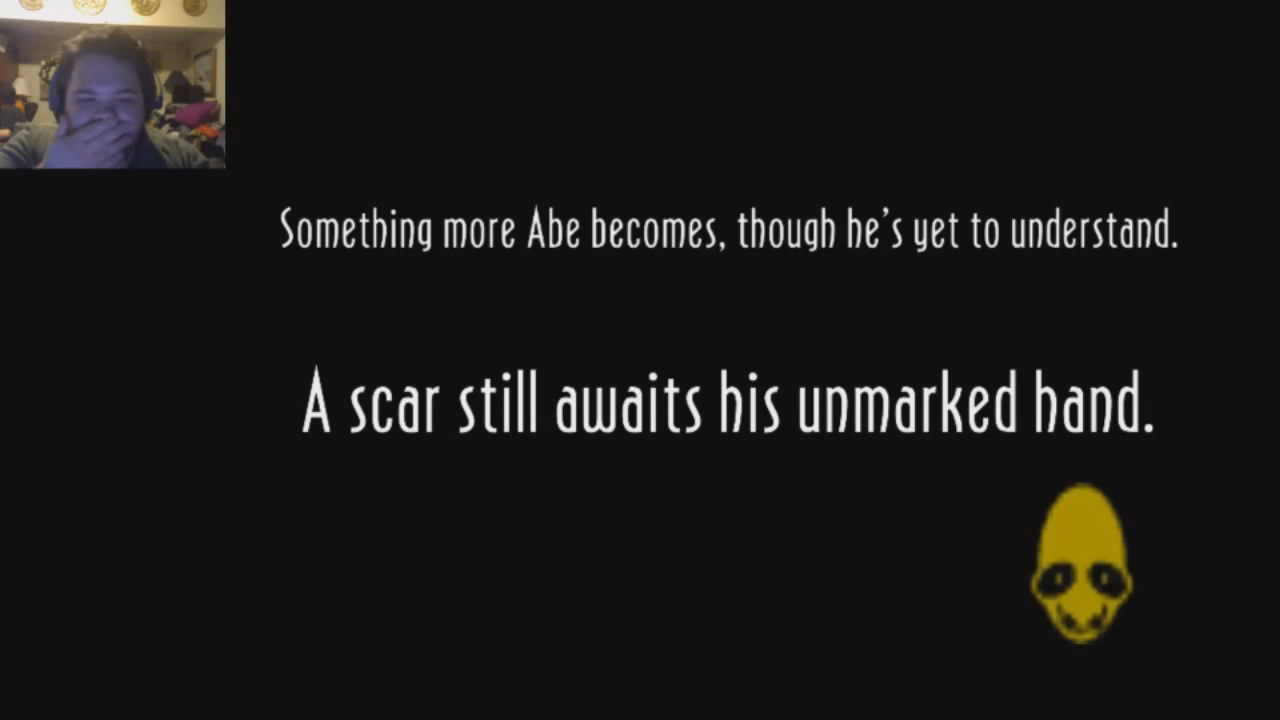 Something more Abe becomes, though he's yet to understand.
A scar still awaits his unmarked hand.